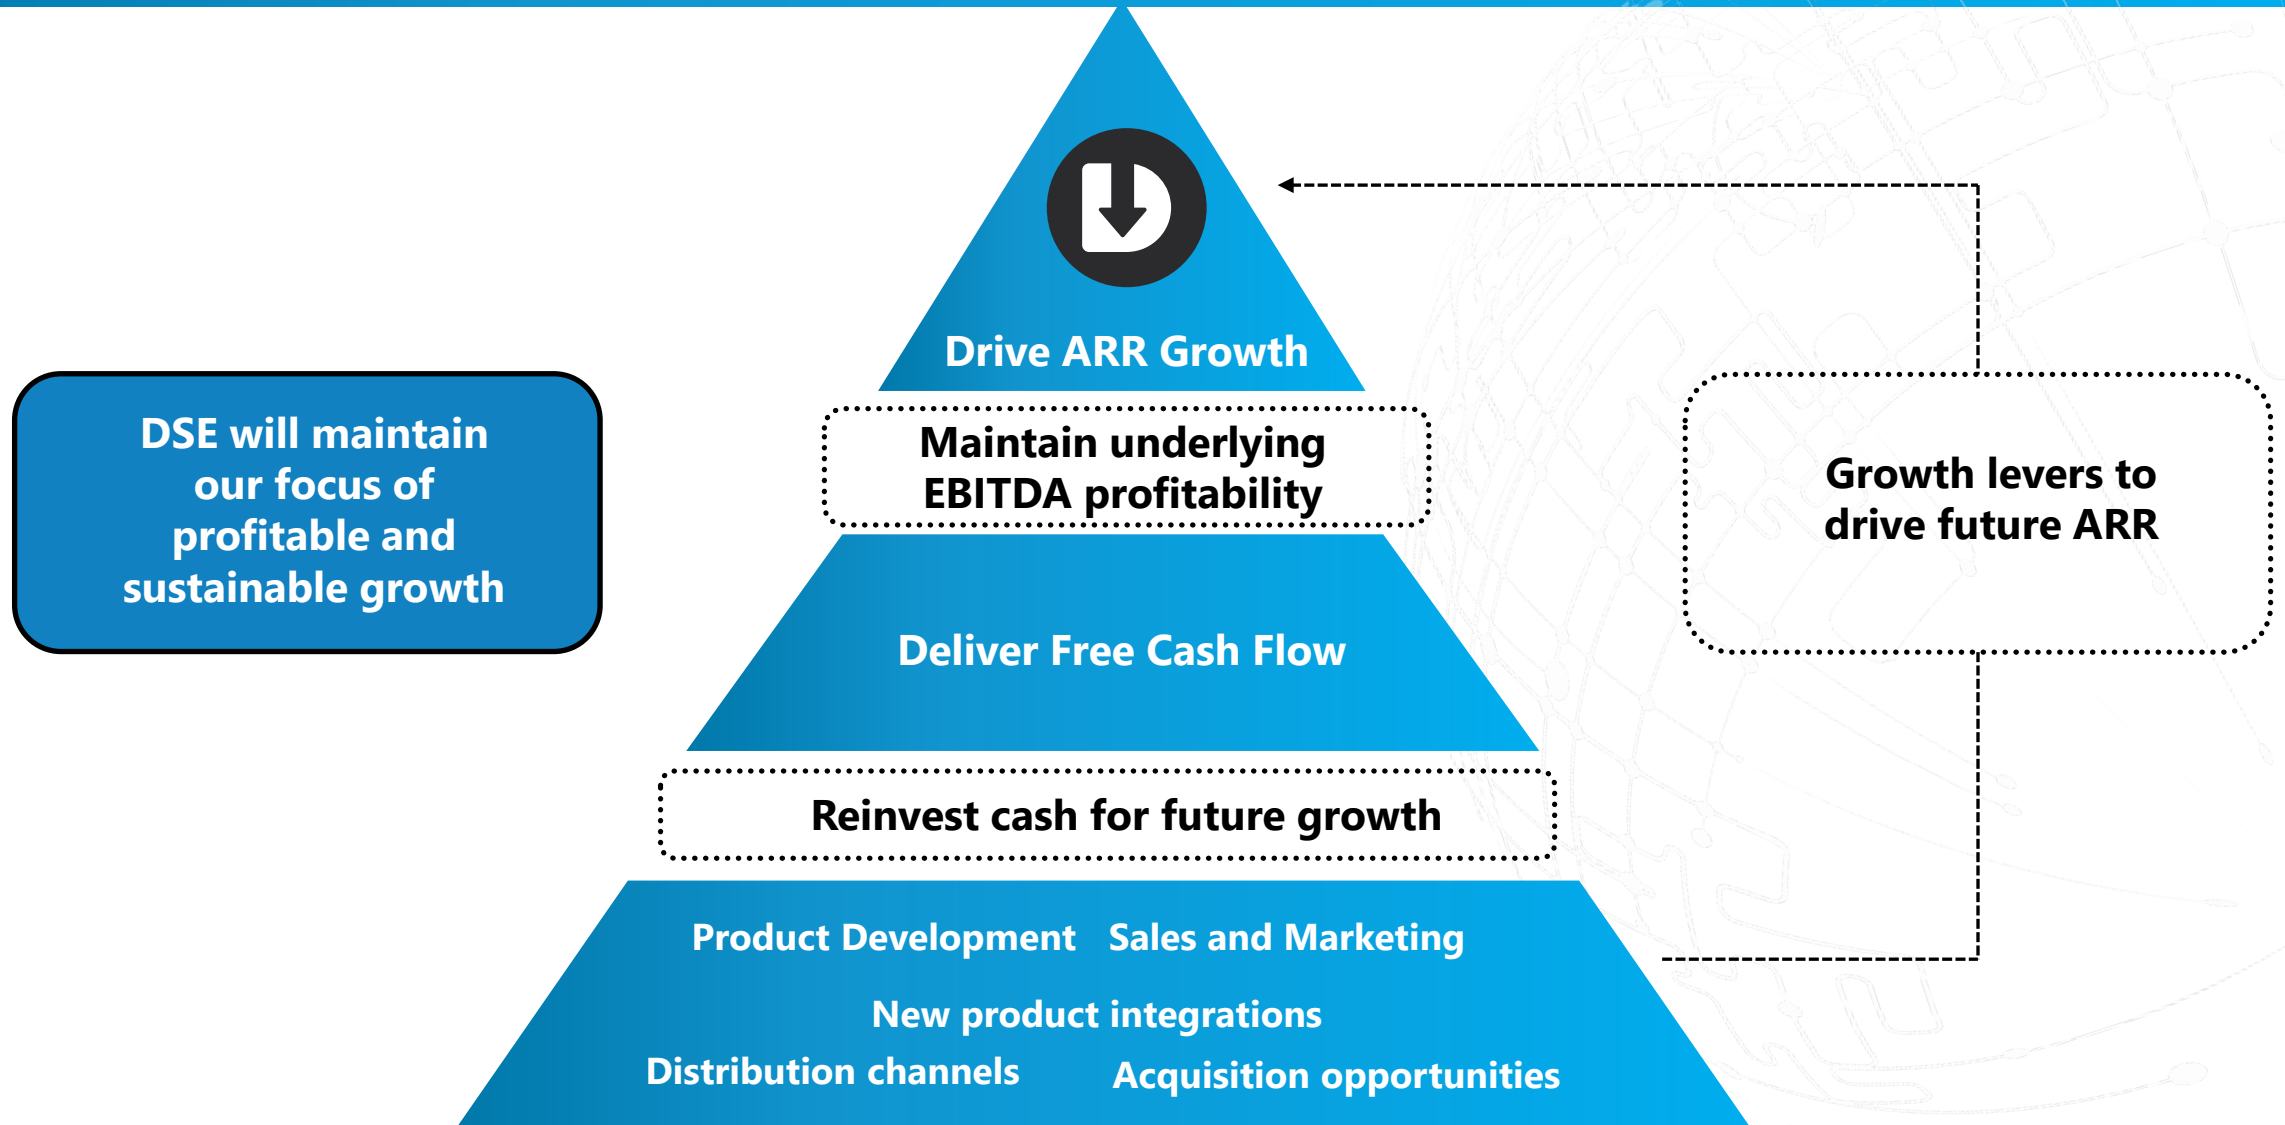 Drive ARR Growth
DSE will maintain
our focus of
profitable and
sustainable growth
Maintain underlying
EBITDA profitability
Growth levers to
drive future ARR
Deliver Free Cash Flow
Reinvest cash for future growth
Product Development Sales and Marketing
New product integrations
Distribution channels Acquisition opportunities